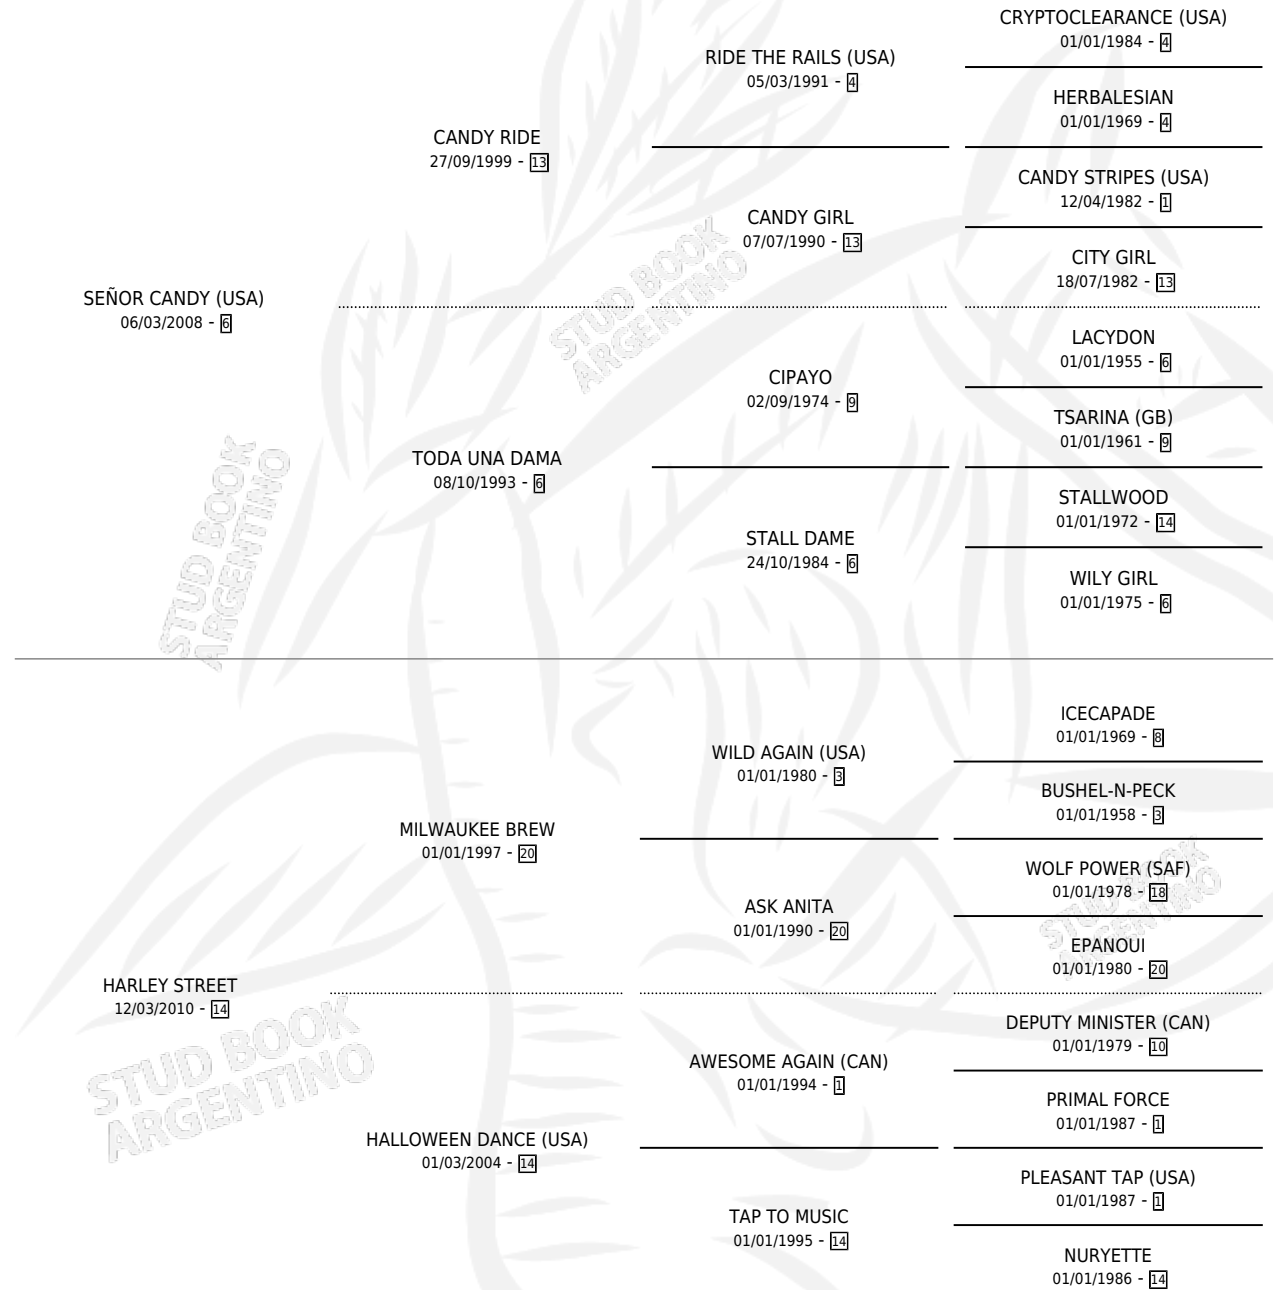 CRYPTOCLEARANCE (USA)
01/01/1984 - 4
RIDE THE RAILS (USA)
05/03/1991 - 4
HERBALESIAN
01/01/1969 - 4
CANDY RIDE
27/09/1999 - 13
CANDY STRIPES (USA)
12/04/1982 - 1
CANDY GIRL
07/07/1990 - 13
CITY GIRL
18/07/1982 - 13
SEÑOR CANDY (USA)
06/03/2008 - 6
LACYDON
01/01/1955 - 6
CIPAYO
02/09/1974 - 9
TSARINA (GB)
01/01/1961 - 9
TODA UNA DAMA
08/10/1993 - 6
STALLWOOD
01/01/1972 - 14
STALL DAME
24/10/1984 - 6
WILY GIRL
01/01/1975 - 6
STUD BOOK
ARGENTINO
STUD BOOK
ARGENTINO
ICECAPADE
01/01/1969 - 8
WILD AGAIN (USA)
01/01/1980 - 3
BUSHEL-N-PECK
01/01/1958 - 3
MILWAUKEE BREW
01/01/1997 - 20
WOLF POWER (SAF)
01/01/1978 - 18
ASK ANITA
01/01/1990 - 20
EPANOUI
01/01/1980 - 20
STUD BOOK
ARGENTINO
HARLEY STREET
12/03/2010 - 14
DEPUTY MINISTER (CAN)
01/01/1979 - 10
AWESOME AGAIN (CAN)
01/01/1994 - 1
PRIMAL FORCE
01/01/1987 - 1
STUD BOOK
ARGENTINO
HALLOWEEN DANCE (USA)
01/03/2004 - 14
PLEASANT TAP (USA)
01/01/1987 - 1
TAP TO MUSIC
01/01/1995 - 14
NURYETTE
01/01/1986 - 14